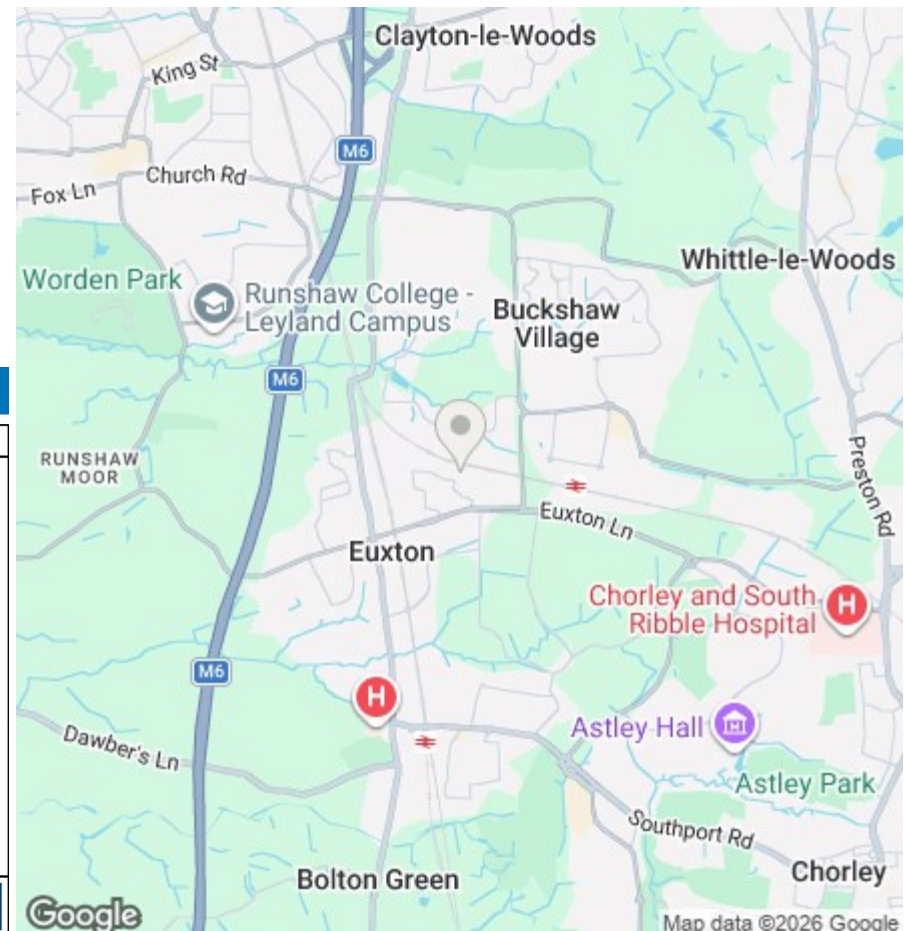 Clayton-le-Woods
King St
M6
Church Rd
Fox Ln
Worden Park
Runshaw College -
Leyland Campus
Whittle-le-Woods
Buckshaw
Village
M6
RUNSHAW
MOOR
Preston Rd
Euxton Ln
Euxton
Chorley and South
Ribble Hospital
H
M6
H
Astley Hall
Dawber's Ln
Astley Park
Southport Rd
Chorley
Bolton Green
Google
Map data ©2026 Google